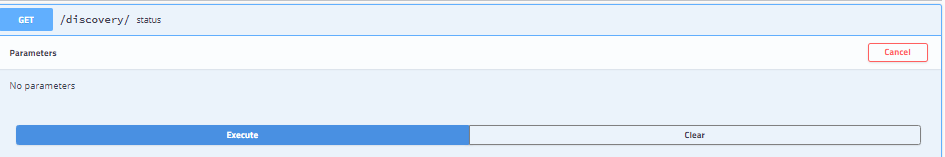 GET /discovery/ status
Parameters Cancel
No parameters
Execute Clear